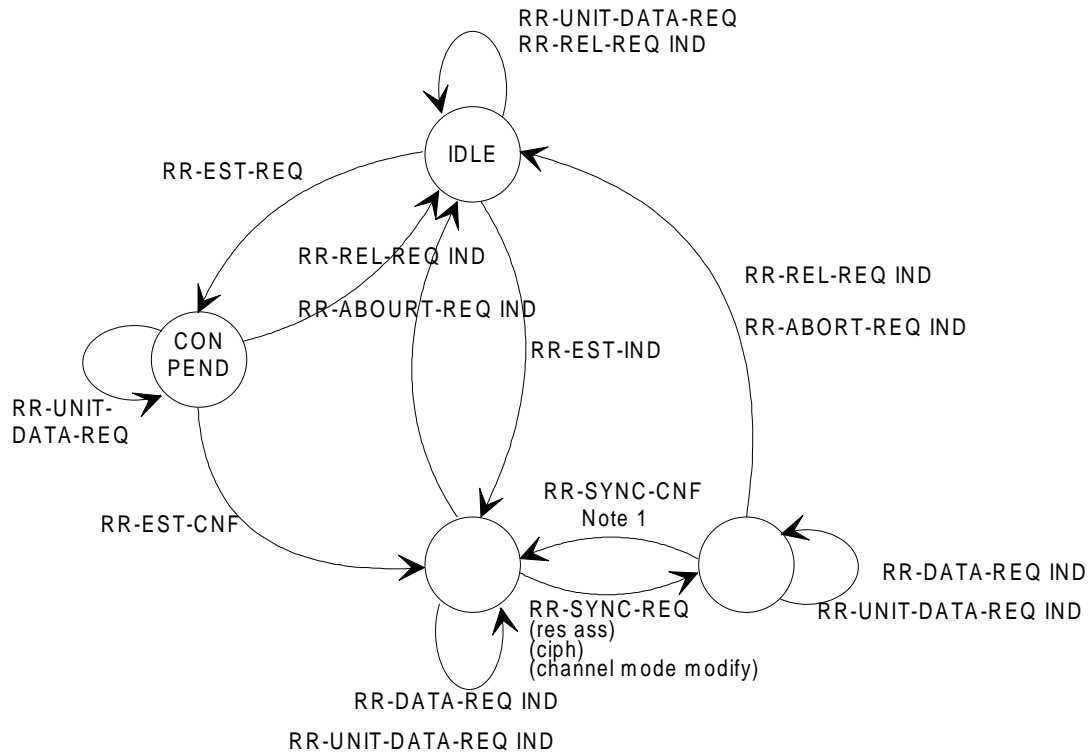 RR-UNIT-DATA-REQ
RR-REL-REQ IND
IDLE
RR-EST-REQ
RR-REL-REQ IND
RR-ABOURT-REQ IND
RR-REL-REQ IND
RR-ABORT-REQ IND
CON
PEND
RR-EST-IND
RR-UNIT-
DATA-REQ
RR-EST-CNF
RR-SYNC-CNF
Note 1
RR-SYNC-REQ
(res ass)
(ciph)
(channel mode modify)
RR-DATA-REQ IND
RR-UNIT-DATA-REQ IND
RR-DATA-REQ IND
RR-UNIT-DATA-REQ IND